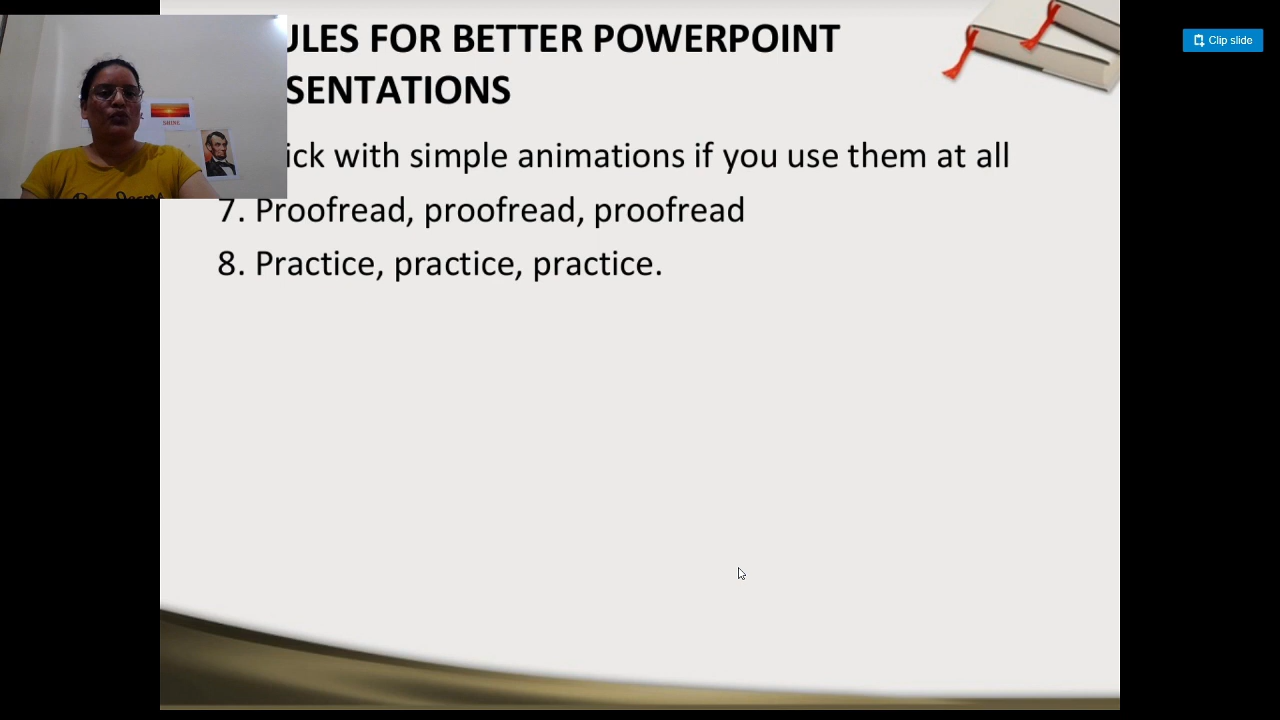 ULES FOR BETTER POWERPOINT
SENTATIONS
ick with simple animations if you use them at all
7. Proofread, proofread, proofread
8. Practice, practice, practice.
Clip slide
SHINE